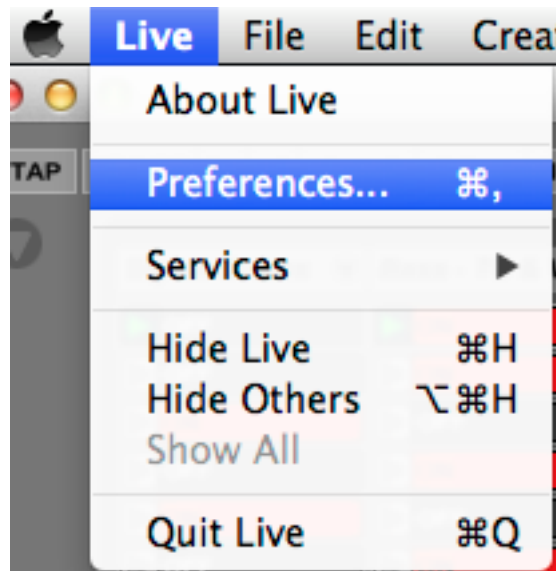 Live File Edit Crea
About Live
TAP
Preferences... ⌘,
Services ▶
Hide Live ⌘H
Hide Others ⌥⌘H
Show All
Quit Live ⌘Q